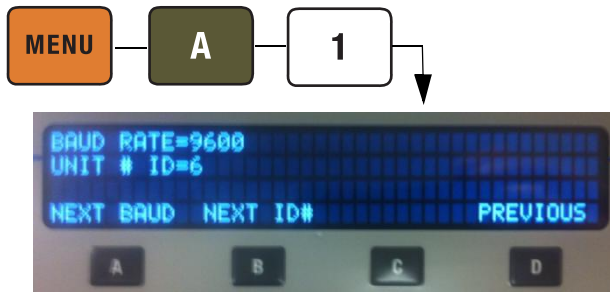 MENU A 1
BAUD RATE=9600
UNIT # ID=6
NEXT BAUD NEXT ID# PREVIOUS
A B C D